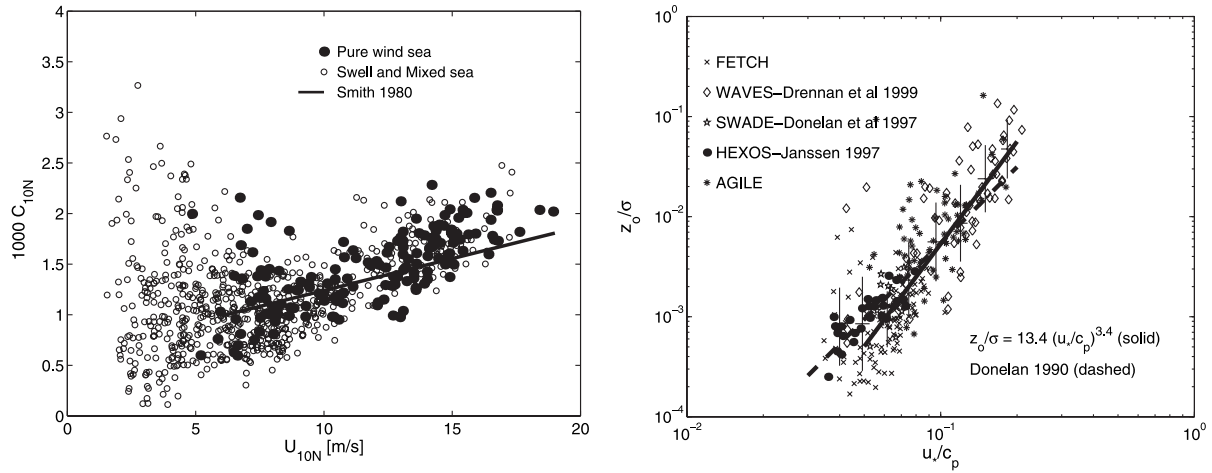 4
3.5
3
2.5
2
1.5
1
0.5
0
0
5
10
15
20
1000 C10N
U10N [m/s]
Pure wind sea
Swell and Mixed sea
Smith 1980
10^0
10^-1
10^-2
10^-3
10^-4
10^-2
10^-1
10^0
zo/σ
u*/cp
FETCH
WAVES–Drennan et al 1999
SWADE–Donelan et al 1997
HEXOS–Janssen 1997
AGILE
zo/σ = 13.4 (u*/cp)^3.4 (solid)
Donelan 1990 (dashed)